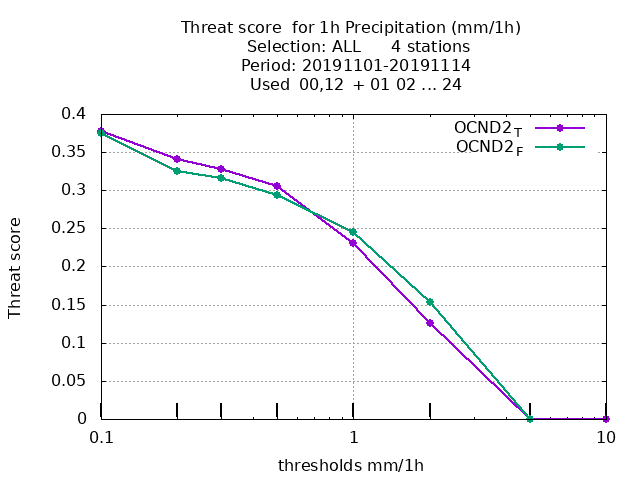 Threat score  for 1h Precipitation (mm/1h)
Selection: ALL      4 stations
Period: 20191101-20191114
Used  00,12  + 01 02 ... 24
OCND2_T
OCND2_F
0.4
0.35
0.3
0.25
0.2
0.15
0.1
0.05
0
Threat score
0.1
1
10
thresholds mm/1h